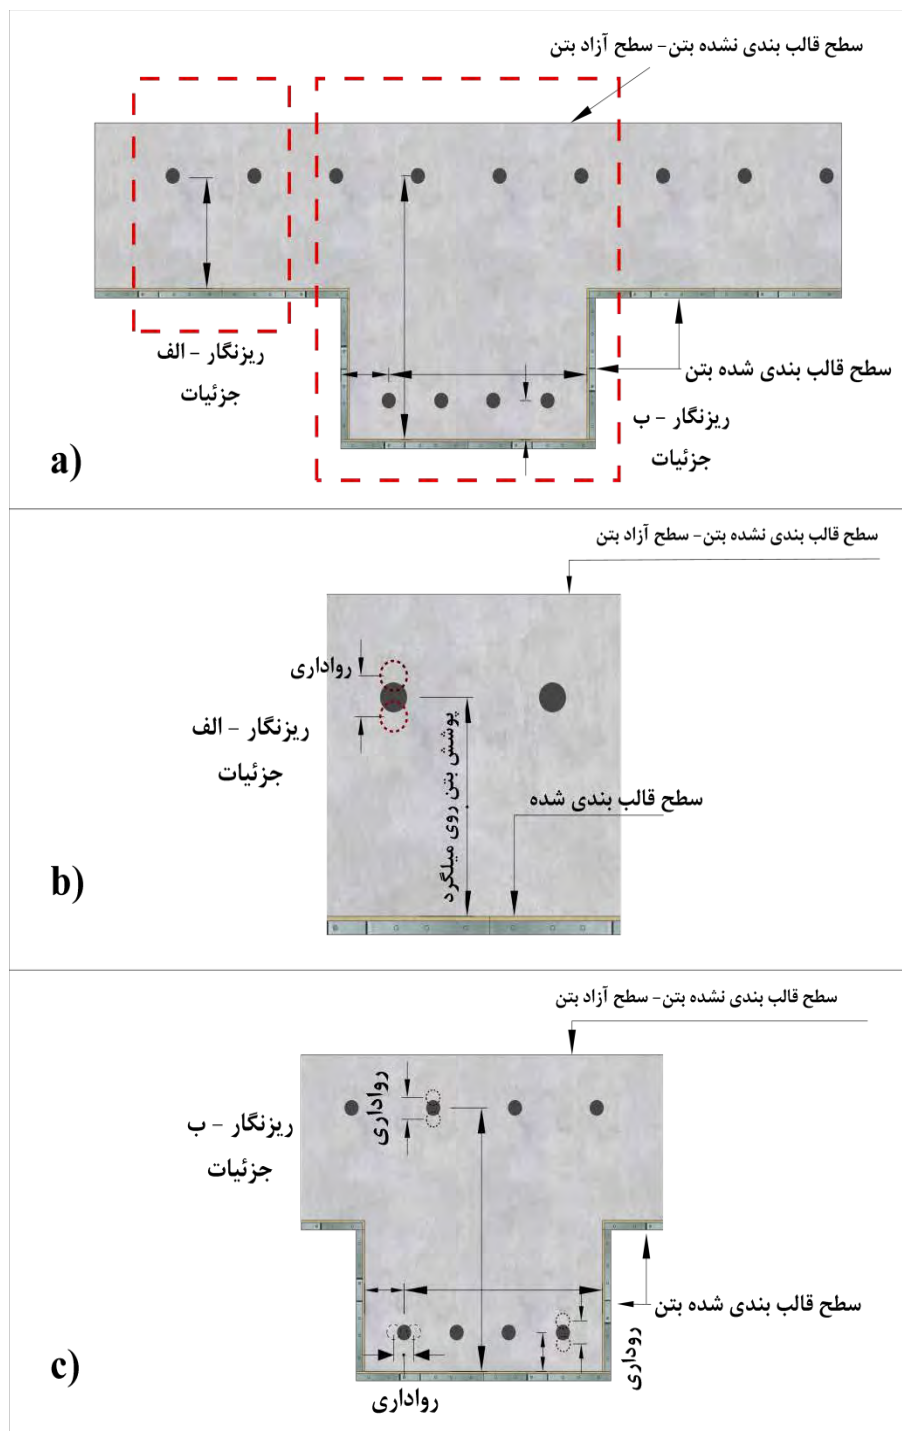 سطح قالب بندی نشده بتن- سطح آزاد بتن
ریزنگار - الف
جزئیات
سطح قالب بندی شده بتن
ریزنگار - ب
جزئیات
a)
سطح قالب بندی نشده بتن- سطح آزاد بتن
رواداری
ریزنگار - الف
جزئیات
پوشش بتن روی میلگرد
سطح قالب بندی شده
b)
سطح قالب بندی نشده بتن- سطح آزاد بتن
رواداری
ریزنگار - ب
جزئیات
سطح قالب بندی شده بتن
روداری
رواداری
c)